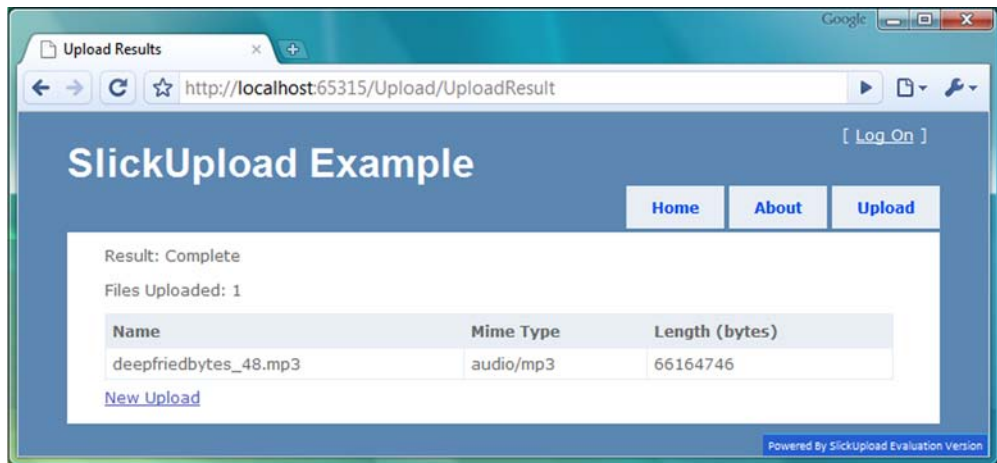 Google
Upload Results
http://localhost:65315/Upload/UploadResult
[ Log On ]
SlickUpload Example
Home About Upload
Result: Complete
Files Uploaded: 1
Name Mime Type Length (bytes)
deepfriedbytes_48.mp3 audio/mp3 66164746
New Upload
Powered By SlickUpload Evaluation Version